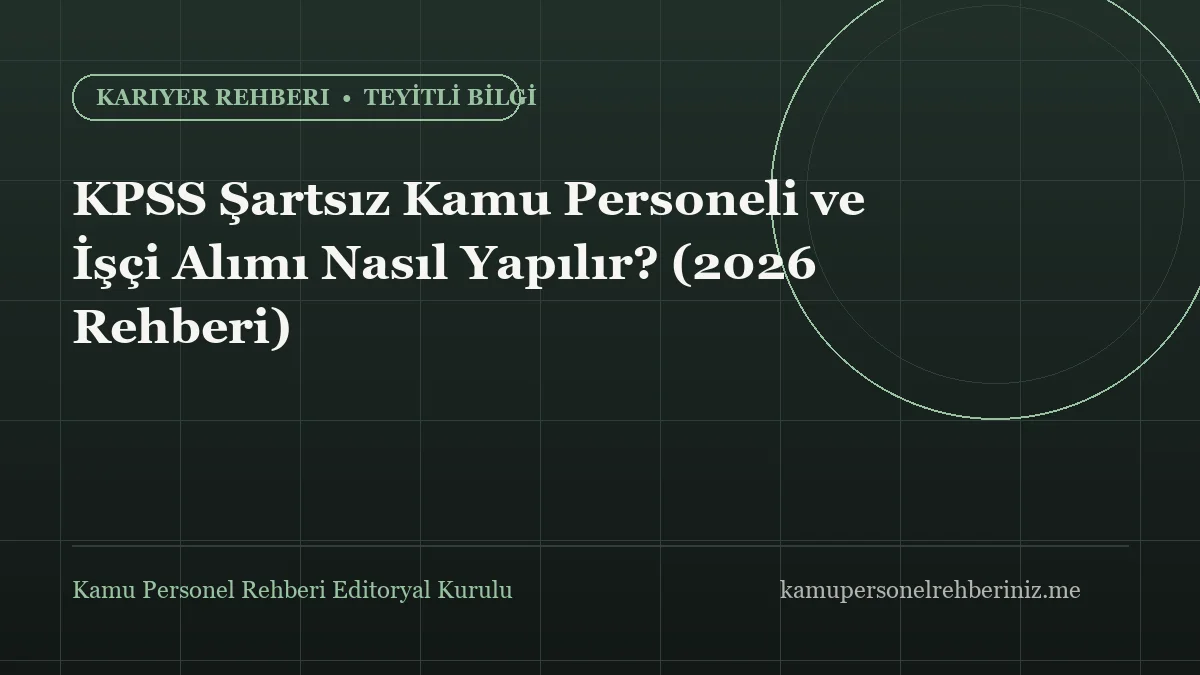 KARIYER REHBERI • TEYİTLİ BİLGİ
KPSS Şartsız Kamu Personeli ve
İşçi Alımı Nasıl Yapılır? (2026
Rehberi)
Kamu Personel Rehberi Editoryal Kurulu
kamupersonelrehberiniz.me